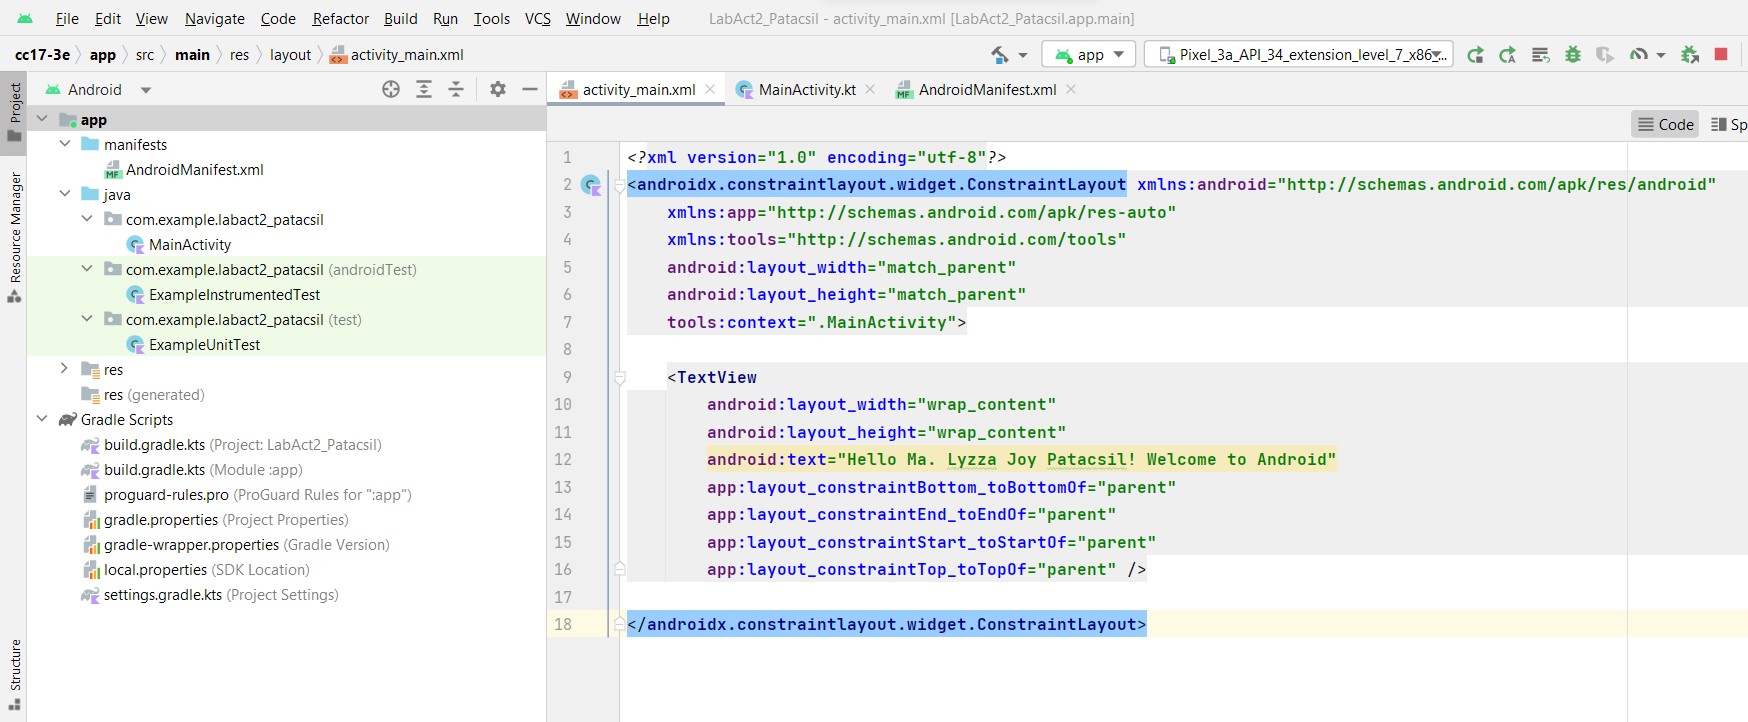 File Edit View Navigate Code Refactor Build Run Tools VCS Window Help LabAct2_Patacsil - activity_main.xml [LabAct2_Patacsil.app.main]
cc17-3e app src main res layout activity_main.xml app Pixel_3a_API_34_extension_level_7_x86...
Project
Resource Manager
Structure
Android
app
manifests
AndroidManifest.xml
java
com.example.labact2_patacsil
MainActivity
com.example.labact2_patacsil (androidTest)
ExampleInstrumentedTest
com.example.labact2_patacsil (test)
ExampleUnitTest
res
res (generated)
Gradle Scripts
build.gradle.kts (Project: LabAct2_Patacsil)
build.gradle.kts (Module :app)
proguard-rules.pro (ProGuard Rules for ":app")
gradle.properties (Project Properties)
gradle-wrapper.properties (Gradle Version)
local.properties (SDK Location)
settings.gradle.kts (Project Settings)
activity_main.xml MainActivity.kt AndroidManifest.xml
Code Sp
1 <?xml version="1.0" encoding="utf-8"?>
2 <androidx.constraintlayout.widget.ConstraintLayout xmlns:android="http://schemas.android.com/apk/res/android"
3 xmlns:app="http://schemas.android.com/apk/res-auto"
4 xmlns:tools="http://schemas.android.com/tools"
5 android:layout_width="match_parent"
6 android:layout_height="match_parent"
7 tools:context=".MainActivity">
8
9 <TextView
10 android:layout_width="wrap_content"
11 android:layout_height="wrap_content"
12 android:text="Hello Ma. Lyzza Joy Patacsil! Welcome to Android"
13 app:layout_constraintBottom_toBottomOf="parent"
14 app:layout_constraintEnd_toEndOf="parent"
15 app:layout_constraintStart_toStartOf="parent"
16 app:layout_constraintTop_toTopOf="parent" />
17
18 </androidx.constraintlayout.widget.ConstraintLayout>